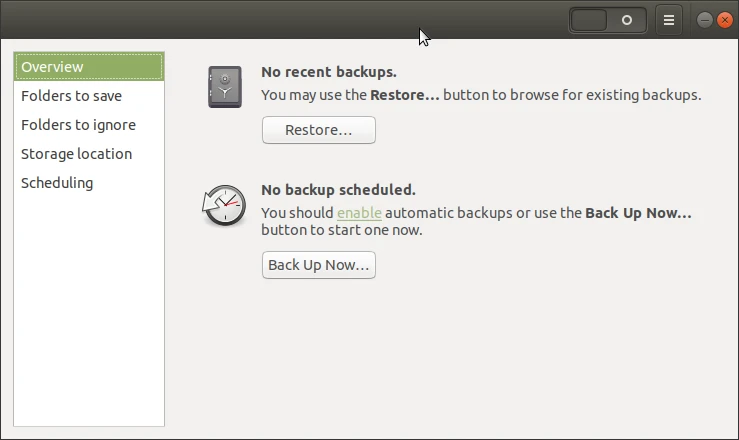 Overview
Folders to save
Folders to ignore
Storage location
Scheduling
No recent backups.
You may use the Restore… button to browse for existing backups.
Restore…
No backup scheduled.
You should enable automatic backups or use the Back Up Now…
button to start one now.
Back Up Now…